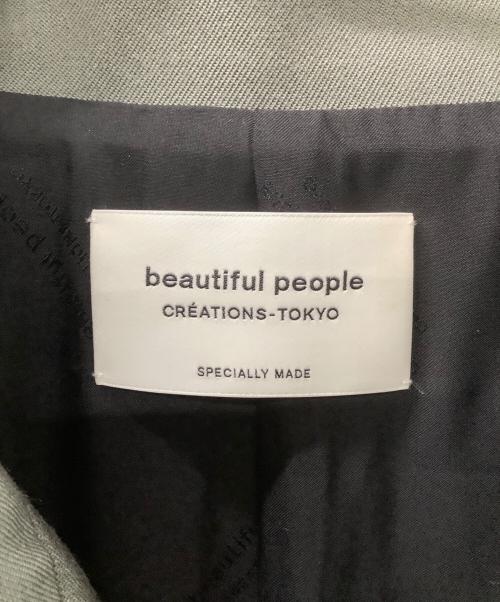 beautiful people
CRÉATIONS-TOKYO
SPECIALLY MADE